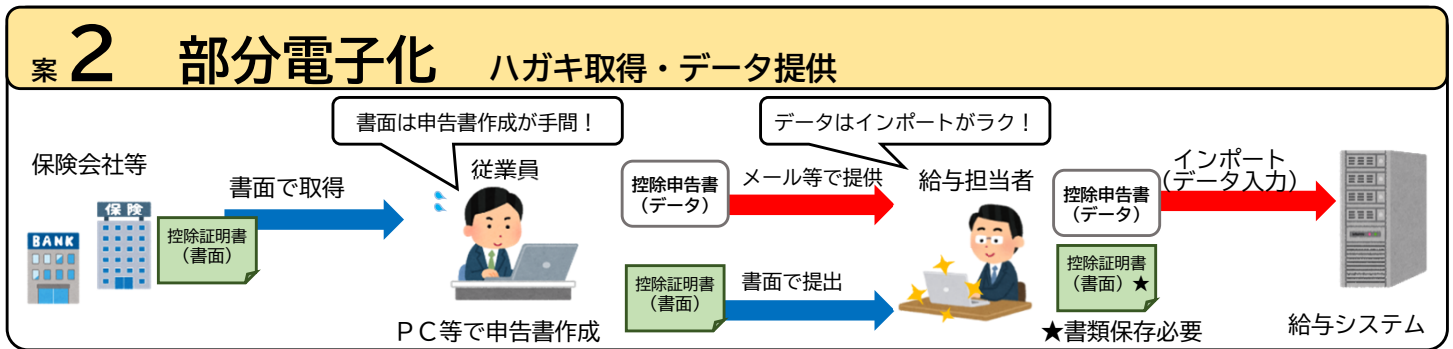 案２　部分電子化　ハガキ取得・データ提供
書面は申告書作成が手間！
データはインポートがラク！
保険会社等
書面で取得
従業員
控除申告書
（データ）
メール等で提供
給与担当者
控除申告書
（データ）
インポート
（データ入力）
BANK
保険
控除証明書
（書面）
控除証明書
（書面）
書面で提出
控除証明書
（書面）★
ＰＣ等で申告書作成
★書類保存必要
給与システム